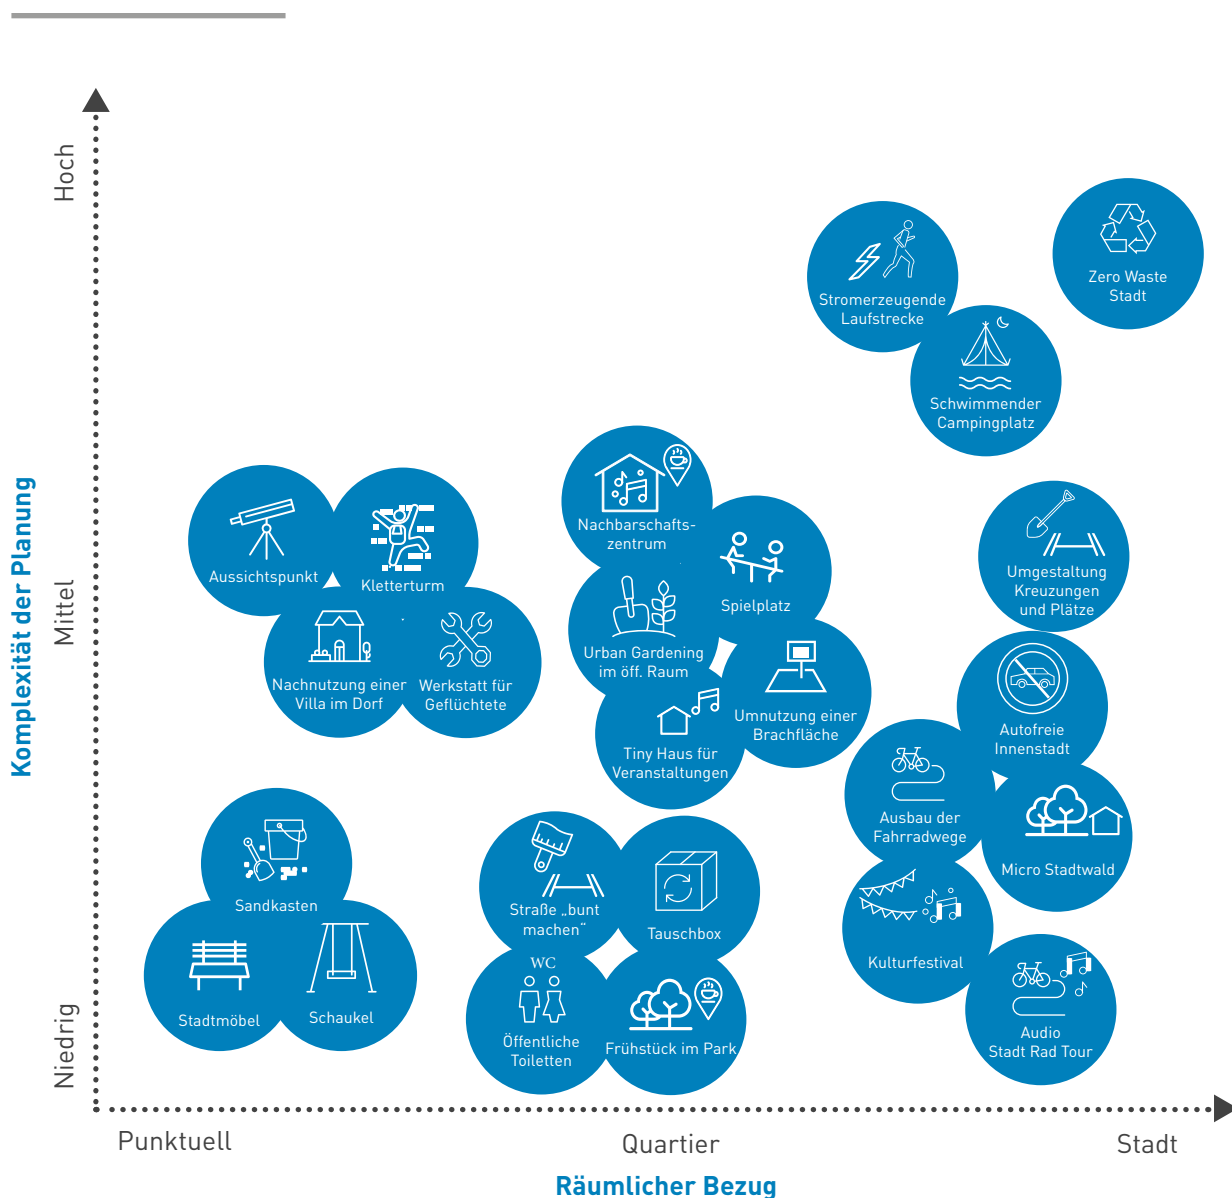 Komplexität der Planung
Hoch
Mittel
Niedrig
Stromerzeugende
Laufstrecke
Zero Waste
Stadt
Schwimmender
Campingplatz
Aussichtspunkt
Kletterturm
Nachnutzung einer
Villa im Dorf
Werkstatt für
Geflüchtete
Nachbarschafts-
zentrum
Spielplatz
Urban Gardening
im öff. Raum
Umnutzung einer
Brachfläche
Tiny Haus für
Veranstaltungen
Umgestaltung
Kreuzungen
und Plätze
Autofreie
Innenstadt
Ausbau der
Fahrradwege
Micro Stadtwald
Kulturfestival
Audio
Stadt Rad Tour
Sandkasten
Stadtmöbel
Schaukel
Straße „bunt
machen“
Tauschbox
WC
Öffentliche
Toiletten
Frühstück im Park
Punktuell
Quartier
Stadt
Räumlicher Bezug